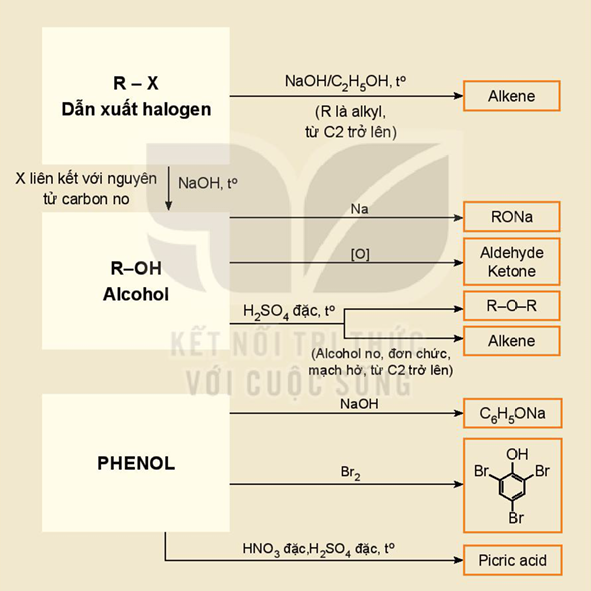 R – X
Dẫn xuất halogen
NaOH/C₂H₅OH, tº
(R là alkyl,
từ C2 trở lên)
Alkene
X liên kết với nguyên
tử carbon no
NaOH, tº
R–OH
Alcohol
Na
RONa
[O]
Aldehyde
Ketone
H₂SO₄ đặc, tº
R–O–R
Alkene
(Alcohol no, đơn chức,
mạch hở, từ C2 trở lên)
KẾT NỐI TRI THỨC
VỚI CUỘC SỐNG
PHENOL
NaOH
C₆H₅ONa
Br₂
OH
Br
Br
Br
HNO₃ đặc,H₂SO₄ đặc, tº
Picric acid